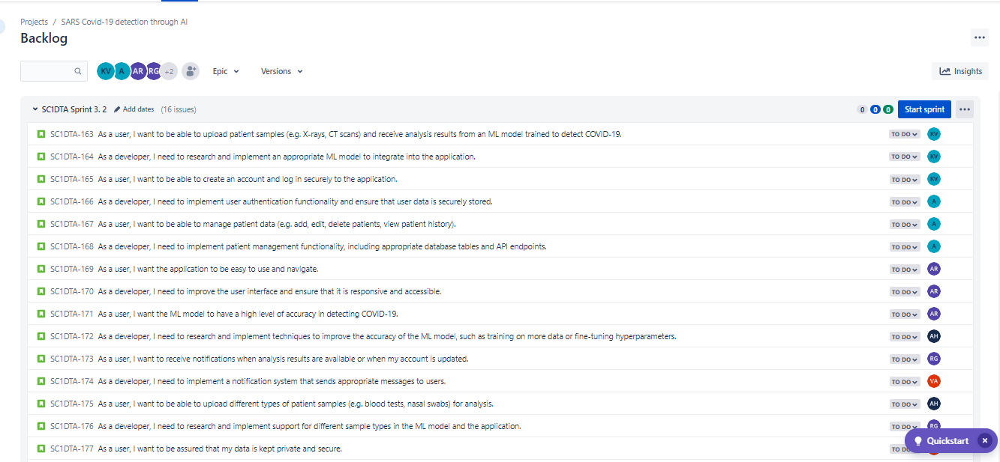 Projects / SARS Covid-19 detection through AI
Backlog
KV A AR RG +2 Epic Versions Insights
SC1DTA Sprint 3. 2 Add dates (16 issues) 0 0 0 Start sprint
SC1DTA-163 As a user, I want to be able to upload patient samples (e.g. X-rays, CT scans) and receive analysis results from an ML model trained to detect COVID-19. TO DO KV
SC1DTA-164 As a developer, I need to research and implement an appropriate ML model to integrate into the application. TO DO KV
SC1DTA-165 As a user, I want to be able to create an account and log in securely to the application. TO DO KV
SC1DTA-166 As a developer, I need to implement user authentication functionality and ensure that user data is securely stored. TO DO A
SC1DTA-167 As a user, I want to be able to manage patient data (e.g. add, edit, delete patients, view patient history). TO DO A
SC1DTA-168 As a developer, I need to implement patient management functionality, including appropriate database tables and API endpoints. TO DO A
SC1DTA-169 As a user, I want the application to be easy to use and navigate. TO DO AR
SC1DTA-170 As a developer, I need to improve the user interface and ensure that it is responsive and accessible. TO DO AR
SC1DTA-171 As a user, I want the ML model to have a high level of accuracy in detecting COVID-19. TO DO AR
SC1DTA-172 As a developer, I need to research and implement techniques to improve the accuracy of the ML model, such as training on more data or fine-tuning hyperparameters. TO DO AH
SC1DTA-173 As a user, I want to receive notifications when analysis results are available or when my account is updated. TO DO RG
SC1DTA-174 As a developer, I need to implement a notification system that sends appropriate messages to users. TO DO VA
SC1DTA-175 As a user, I want to be able to upload different types of patient samples (e.g. blood tests, nasal swabs) for analysis. TO DO AH
SC1DTA-176 As a developer, I need to research and implement support for different sample types in the ML model and the application. TO DO RG
Quickstart
SC1DTA-177 As a user, I want to be assured that my data is kept private and secure. TO